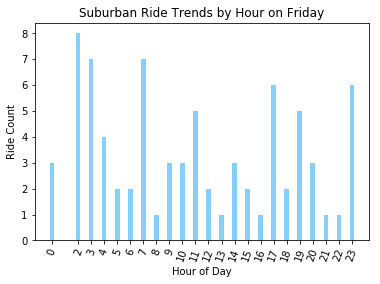 Suburban Ride Trends by Hour on Friday
8
7
6
5
4
3
2
1
0
Ride Count
0 2 3 4 5 6 7 8 9 10 11 12 13 14 15 16 17 18 19 20 21 22 23
Hour of Day